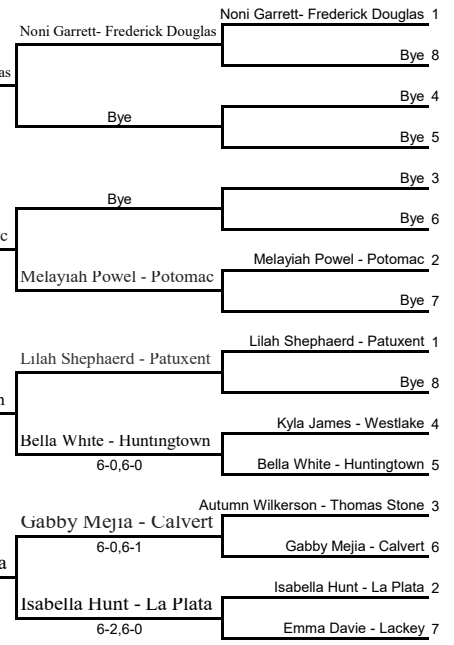 Noni Garrett- Frederick Douglas 1
Noni Garrett- Frederick Douglas
Bye 8
as
Bye 4
Bye
Bye 5
Bye 3
Bye
Bye 6
c
Melayiah Powel - Potomac 2
Melayiah Powel - Potomac
Bye 7
Lilah Shephaerd - Patuxent 1
Lilah Shephaerd - Patuxent
Bye 8
n
Kyla James - Westlake 4
Bella White - Huntingtown
6-0,6-0
Bella White - Huntingtown 5
Autumn Wilkerson - Thomas Stone 3
Gabby Mejia - Calvert
6-0,6-1
Gabby Mejia - Calvert 6
a
Isabella Hunt - La Plata 2
Isabella Hunt - La Plata
6-2,6-0
Emma Davie - Lackey 7